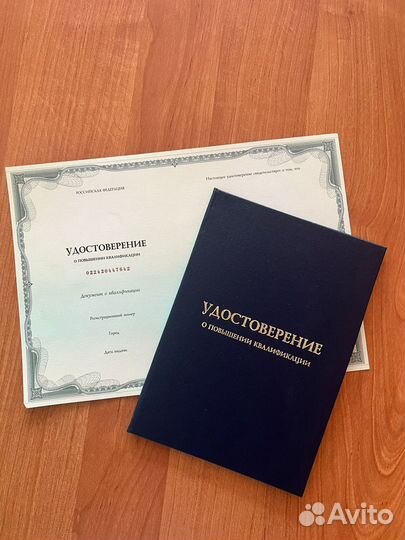 РОССИЙСКАЯ ФЕДЕРАЦИЯ
Настоящее удостоверение свидетельствует о том, что
УДОСТОВЕРЕНИЕ
О ПОВЫШЕНИИ КВАЛИФИКАЦИИ
022420447642
Документ о квалификации
Регистрационный номер
Город
Дата выдачи
УДОСТОВЕРЕНИЕ
О ПОВЫШЕНИИ КВАЛИФИКАЦИИ
Avito